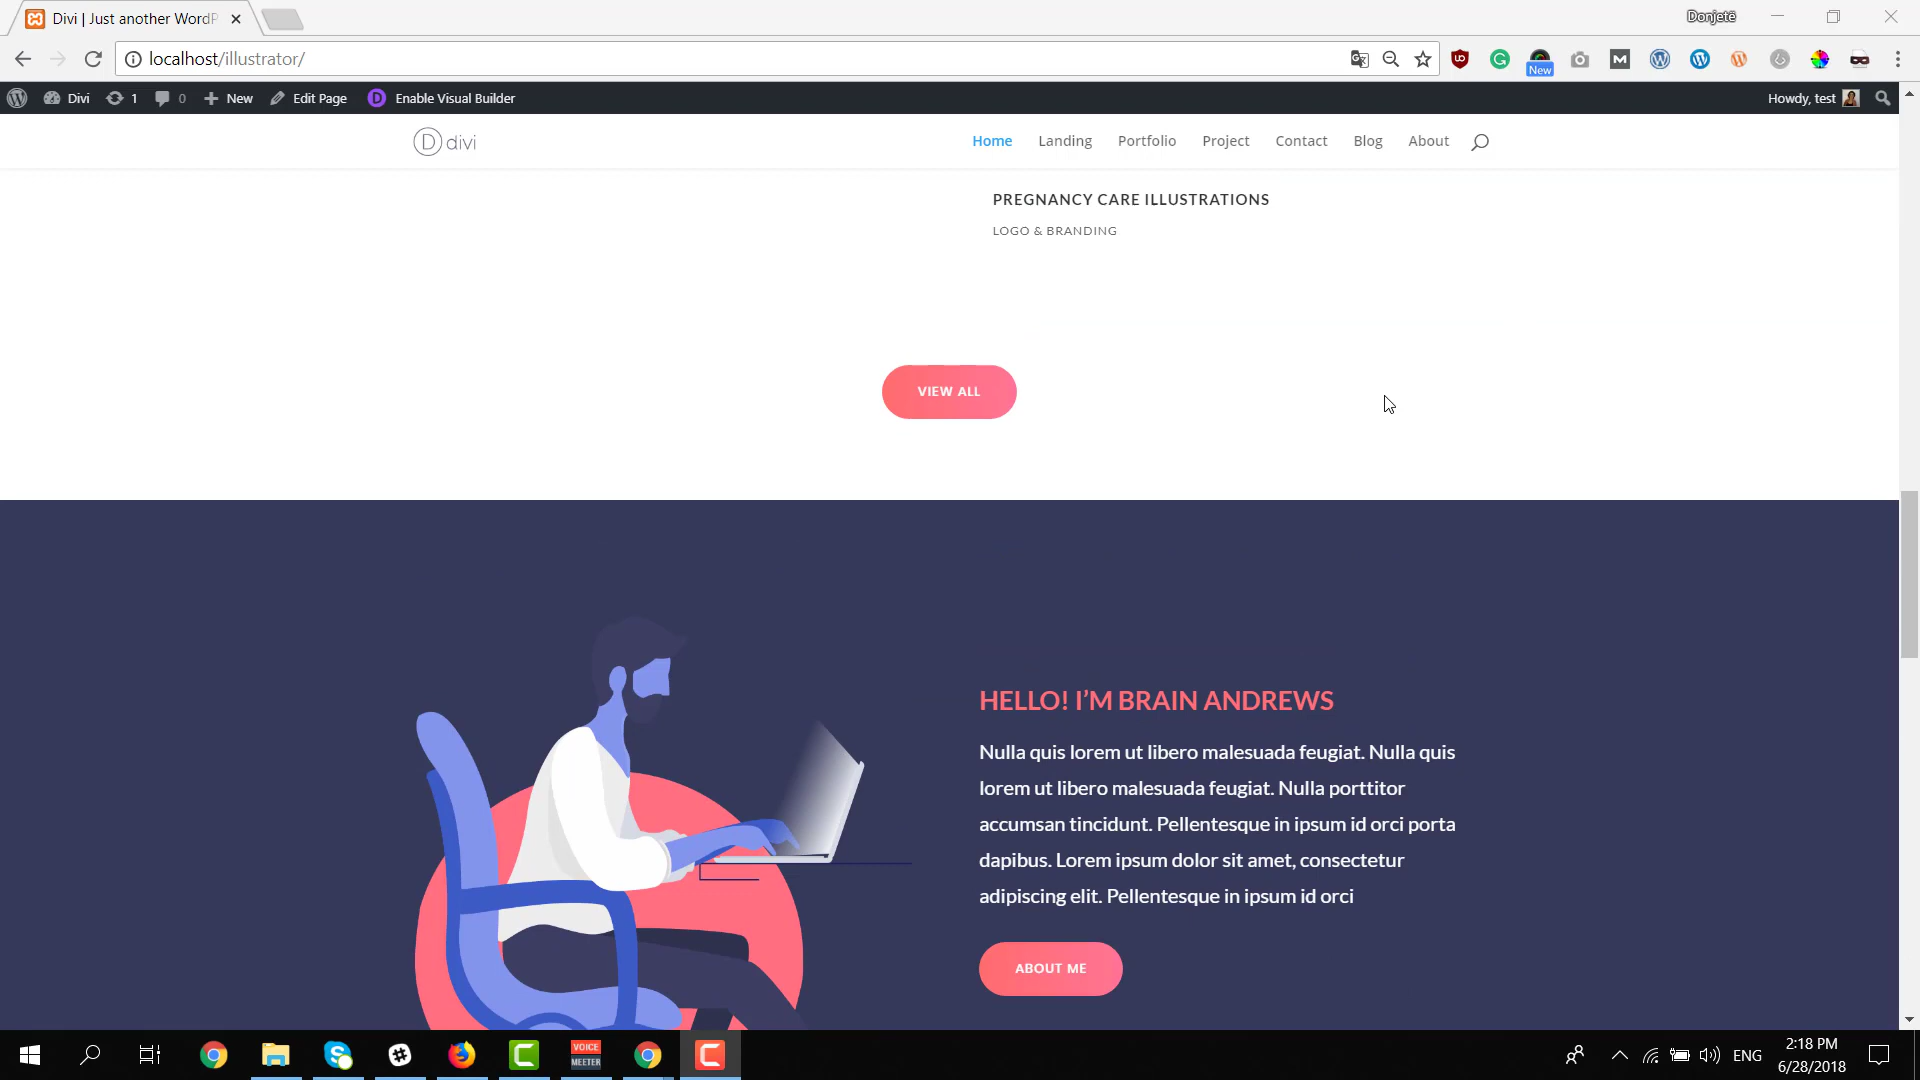 Divi | Just another WordP
Donjetë
localhost/illustrator/
New
Divi 1 0 New Edit Page Enable Visual Builder Howdy, test
D divi Home Landing Portfolio Project Contact Blog About
PREGNANCY CARE ILLUSTRATIONS
LOGO & BRANDING
VIEW ALL
HELLO! I’M BRAIN ANDREWS
Nulla quis lorem ut libero malesuada feugiat. Nulla quis
lorem ut libero malesuada feugiat. Nulla porttitor
accumsan tincidunt. Pellentesque in ipsum id orci porta
dapibus. Lorem ipsum dolor sit amet, consectetur
adipiscing elit. Pellentesque in ipsum id orci
ABOUT ME
VOICE
MEETER
ENG
2:18 PM
6/28/2018